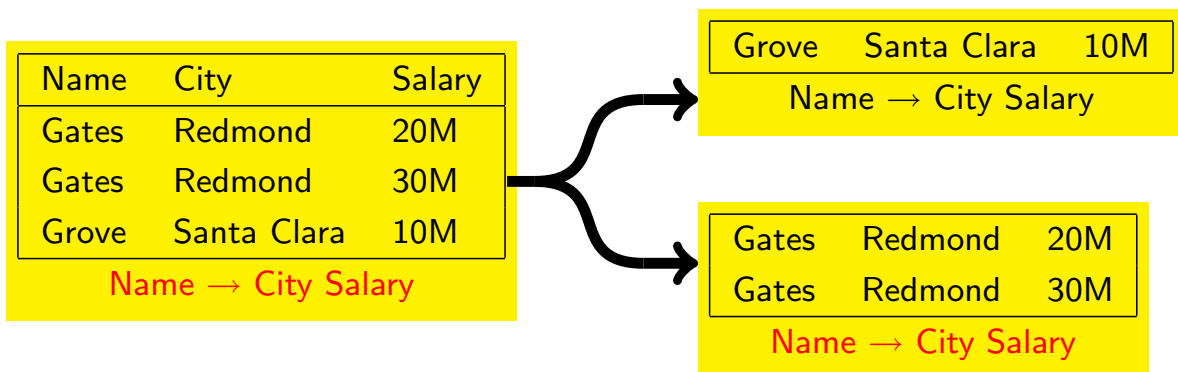 Name City Salary
Gates Redmond 20M
Gates Redmond 30M
Grove Santa Clara 10M
Name → City Salary
Grove Santa Clara 10M
Name → City Salary
Gates Redmond 20M
Gates Redmond 30M
Name → City Salary